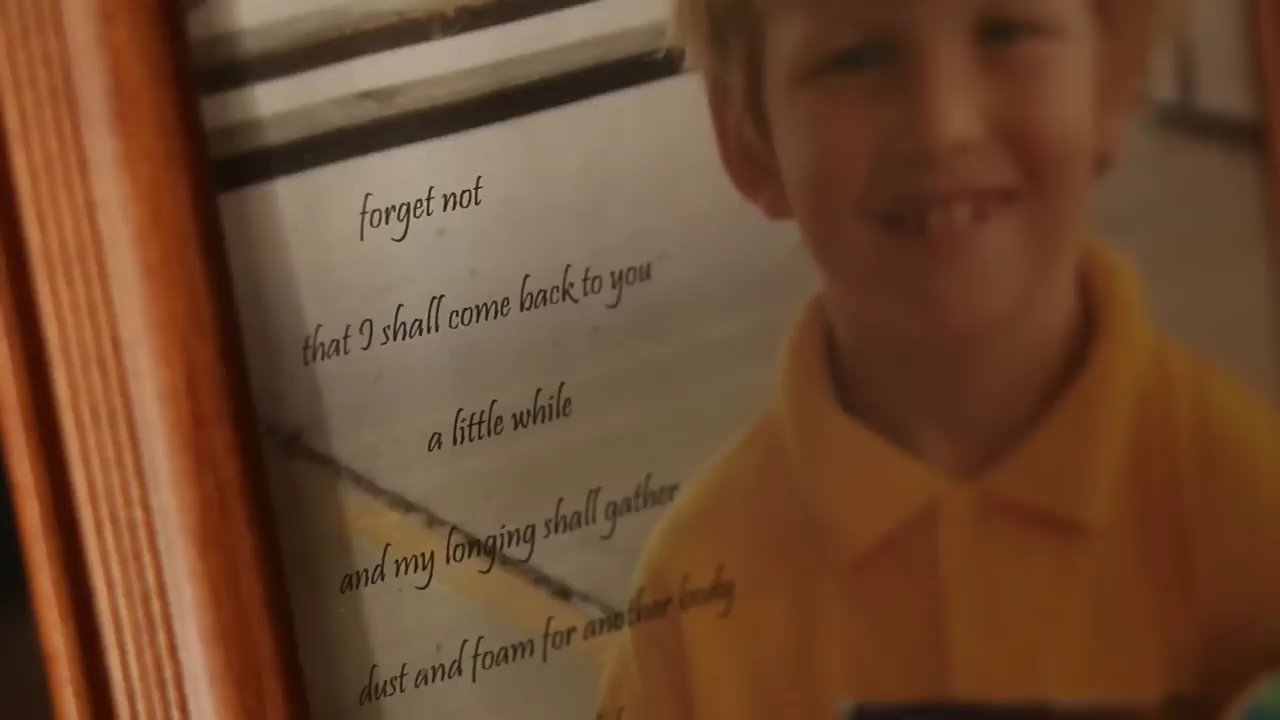 forget not
that I shall come back to you
a little while
and my longing shall gather
dust and foam for another body